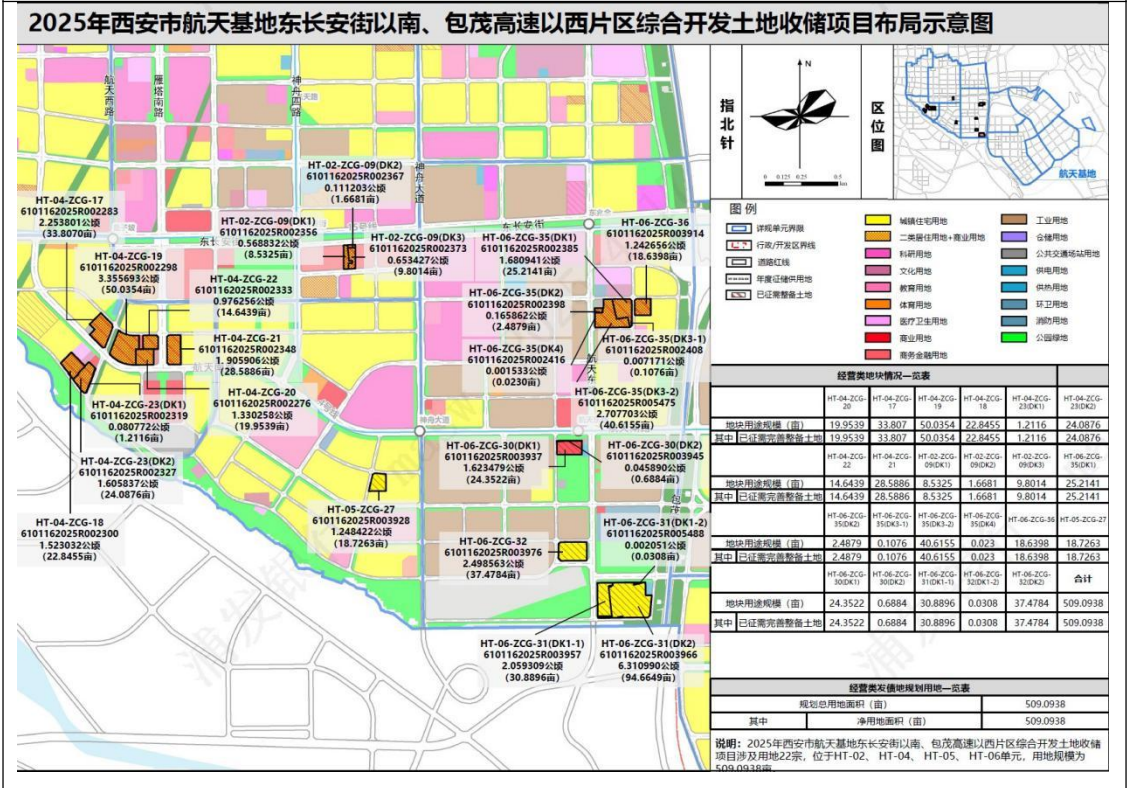 2025年西安市航天基地东长安街以南、包茂高速以西片区综合开发土地收储项目布局示意图
航天西路
雁塔南路
神舟四路
神舟大道
东长安街
HT-02-ZCG-09(DK2)
6101162025R002367
0.111203公顷
(1.6681亩)
HT-04-ZCG-17
6101162025R002283
2.253801公顷
(33.8070亩)
HT-02-ZCG-09(DK1)
6101162025R002356
0.568832公顷
(8.5325亩)
HT-02-ZCG-09(DK3)
6101162025R002373
0.653427公顷
(9.8014亩)
HT-06-ZCG-35(DK1)
6101162025R002385
1.680941公顷
(25.2141亩)
HT-06-ZCG-36
6101162025R003914
1.242656公顷
(18.6398亩)
HT-04-ZCG-19
6101162025R002298
3.355693公顷
(50.0354亩)
HT-04-ZCG-22
6101162025R002333
0.976256公顷
(14.6439亩)
HT-06-ZCG-35(DK2)
6101162025R002398
0.165862公顷
(2.4879亩)
HT-04-ZCG-21
6101162025R002348
1.905906公顷
(28.5886亩)
HT-06-ZCG-35(DK4)
6101162025R002416
0.001533公顷
(0.0230亩)
HT-06-ZCG-35(DK3-1)
6101162025R002408
0.007171公顷
(0.1076亩)
HT-04-ZCG-20
6101162025R002276
1.330258公顷
(19.9539亩)
HT-06-ZCG-35(DK3-2)
6101162025R005475
2.707703公顷
(40.6155亩)
HT-04-ZCG-23(DK1)
6101162025R002319
0.080772公顷
(1.2116亩)
神舟大道
HT-04-ZCG-23(DK2)
6101162025R002327
1.605837公顷
(24.0876亩)
HT-06-ZCG-30(DK1)
6101162025R003937
1.623479公顷
(24.3522亩)
HT-06-ZCG-30(DK2)
6101162025R003945
0.045890公顷
(0.6884亩)
HT-04-ZCG-18
6101162025R002300
1.523032公顷
(22.8455亩)
HT-05-ZCG-27
6101162025R003928
1.248422公顷
(18.7263亩)
HT-06-ZCG-31(DK1-2)
6101162025R005488
0.002051公顷
(0.0308亩)
HT-06-ZCG-32
6101162025R003976
2.498563公顷
(37.4784亩)
HT-06-ZCG-31(DK1-1)
6101162025R003957
2.059309公顷
(30.8896亩)
HT-06-ZCG-31(DK2)
6101162025R003966
6.310990公顷
(94.6649亩)
指北针
N
0 0.125 0.25 0.5
km
区位图
航天基地
图例
详规单元界限
行政/开发区界线
道路红线
年度征储供用地
已征需整备土地
城镇住宅用地
二类居住用地+商业用地
科研用地
文化用地
教育用地
体育用地
医疗卫生用地
商业用地
商务金融用地
工业用地
仓储用地
公共交通场站用地
供电用地
供热用地
环卫用地
消防用地
公园绿地
经营类地块情况一览表
HT-04-ZCG-20 HT-04-ZCG-17 HT-04-ZCG-19 HT-04-ZCG-18 HT-04-ZCG-23(DK1) HT-04-ZCG-23(DK2)
地块用途规模（亩） 19.9539 33.807 50.0354 22.8455 1.2116 24.0876
其中 已征需完善整备土地 19.9539 33.807 50.0354 22.8455 1.2116 24.0876
HT-04-ZCG-22 HT-04-ZCG-21 HT-02-ZCG-09(DK1) HT-02-ZCG-09(DK2) HT-02-ZCG-09(DK3) HT-06-ZCG-35(DK1)
地块用途规模（亩） 14.6439 28.5886 8.5325 1.6681 9.8014 25.2141
其中 已征需完善整备土地 14.6439 28.5886 8.5325 1.6681 9.8014 25.2141
HT-06-ZCG-35(DK2) HT-06-ZCG-35(DK3-1) HT-06-ZCG-35(DK3-2) HT-06-ZCG-35(DK4) HT-06-ZCG-36 HT-05-ZCG-27
地块用途规模（亩） 2.4879 0.1076 40.6155 0.023 18.6398 18.7263
其中 已征需完善整备土地 2.4879 0.1076 40.6155 0.023 18.6398 18.7263
HT-06-ZCG-30(DK1) HT-06-ZCG-30(DK2) HT-06-ZCG-31(DK1-1) HT-06-ZCG-32(DK1-2) HT-06-ZCG-32(DK2) 合计
地块用途规模（亩） 24.3522 0.6884 30.8896 0.0308 37.4784 509.0938
其中 已征需完善整备土地 24.3522 0.6884 30.8896 0.0308 37.4784 509.0938
经营类发债地规划用地一览表
规划总用地面积（亩） 509.0938
其中 净用地面积（亩） 509.0938
说明：2025年西安市航天基地东长安街以南、包茂高速以西片区综合开发土地收储
项目涉及用地22宗，位于HT-02、HT-04、HT-05、HT-06单元，用地规模为
509.0938亩。